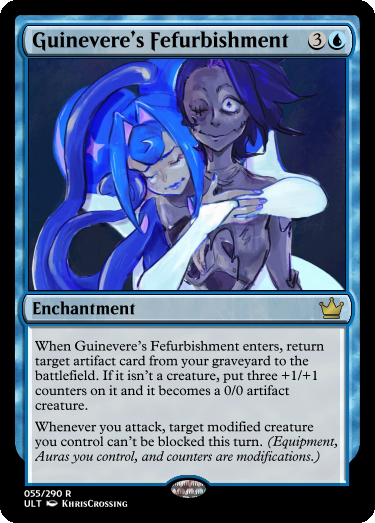 Guinevere's Fefurbishment 3
Enchantment
When Guinevere's Fefurbishment enters, return
target artifact card from your graveyard to the
battlefield. If it isn't a creature, put three +1/+1
counters on it and it becomes a 0/0 artifact
creature.
Whenever you attack, target modified creature
you control can't be blocked this turn. (Equipment,
Auras you control, and counters are modifications.)
055/290 R
ULT KHRISCROSSING